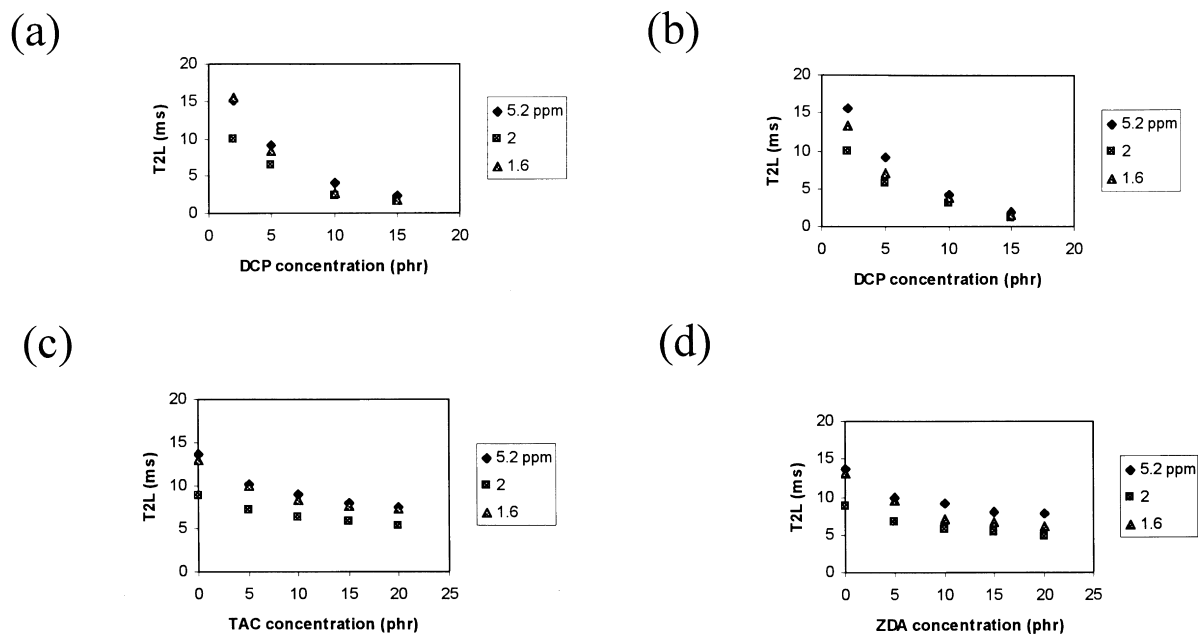 (a)
20
15
10
5
0
T2L (ms)
0 5 10 15 20
DCP concentration (phr)
5.2 ppm
2
1.6
(b)
20
15
10
5
0
T2L (ms)
0 5 10 15 20
DCP concentration (phr)
5.2 ppm
2
1.6
(c)
20
15
10
5
0
T2L (ms)
0 5 10 15 20 25
TAC concentration (phr)
5.2 ppm
2
1.6
(d)
20
15
10
5
0
T2L (ms)
0 5 10 15 20 25
ZDA concentration (phr)
5.2 ppm
2
1.6